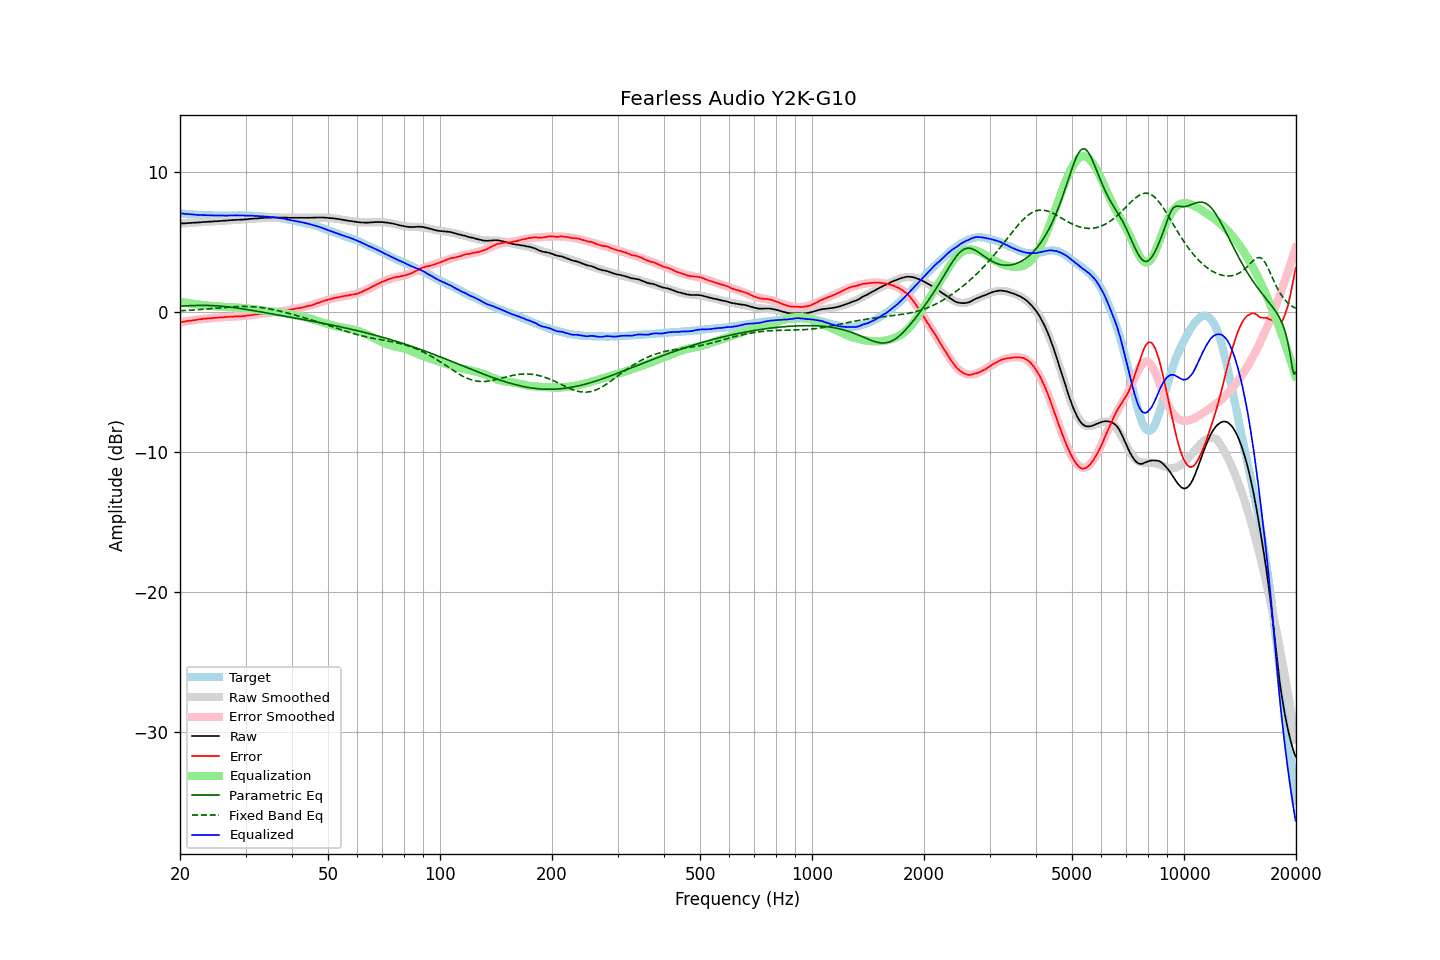 Fearless Audio Y2K-G10
Amplitude (dBr)
10
0
−10
−20
−30
Target
Raw Smoothed
Error Smoothed
Raw
Error
Equalization
Parametric Eq
Fixed Band Eq
Equalized
20 50 100 200 500 1000 2000 5000 10000 20000
Frequency (Hz)